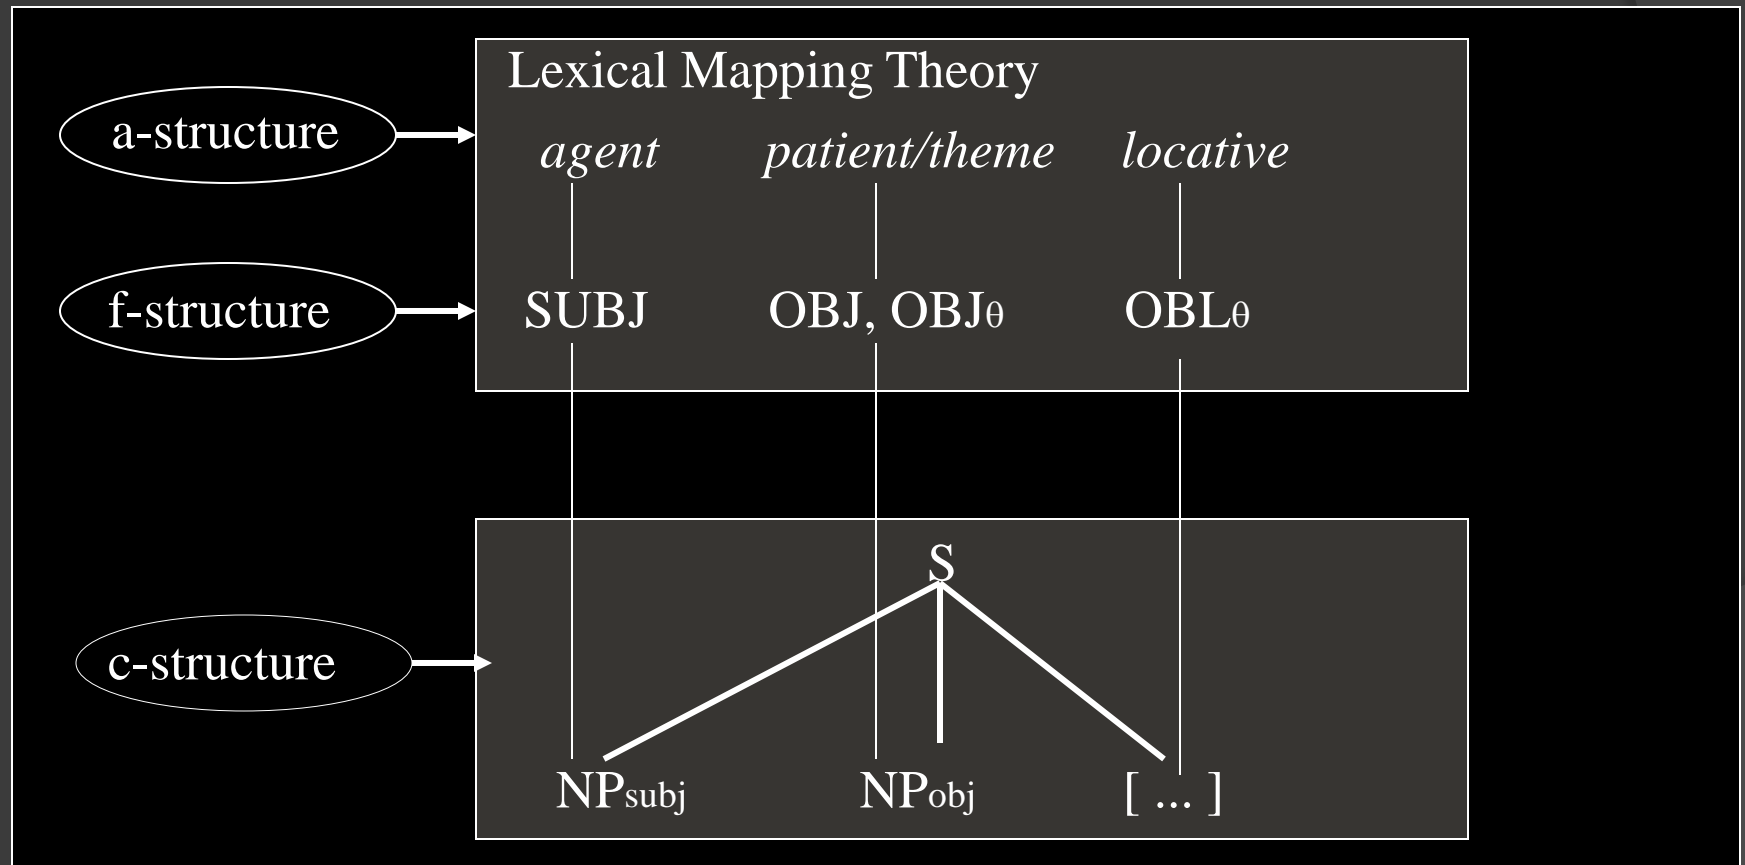 Lexical Mapping Theory
a-structure
agent patient/theme locative
f-structure
SUBJ OBJ, OBJθ OBLθ
S
c-structure
NPsubj NPobj [ ... ]